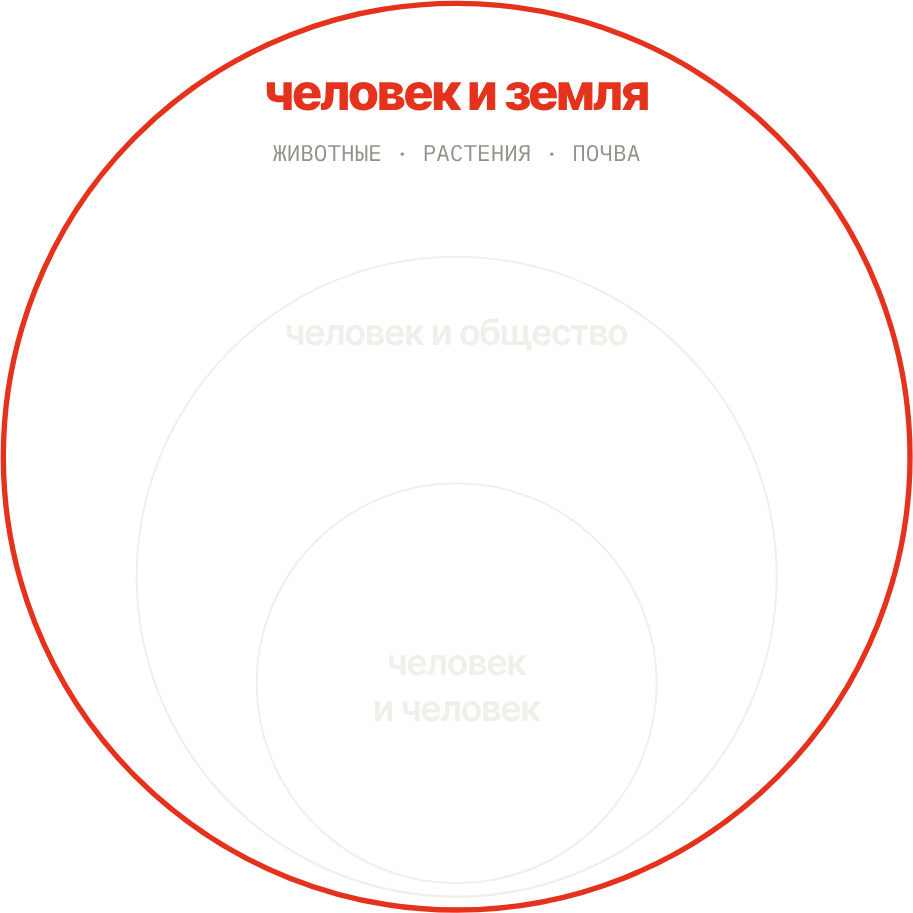 человек и земля
ЖИВОТНЫЕ · РАСТЕНИЯ · ПОЧВА
человек и общество
человек
и человек